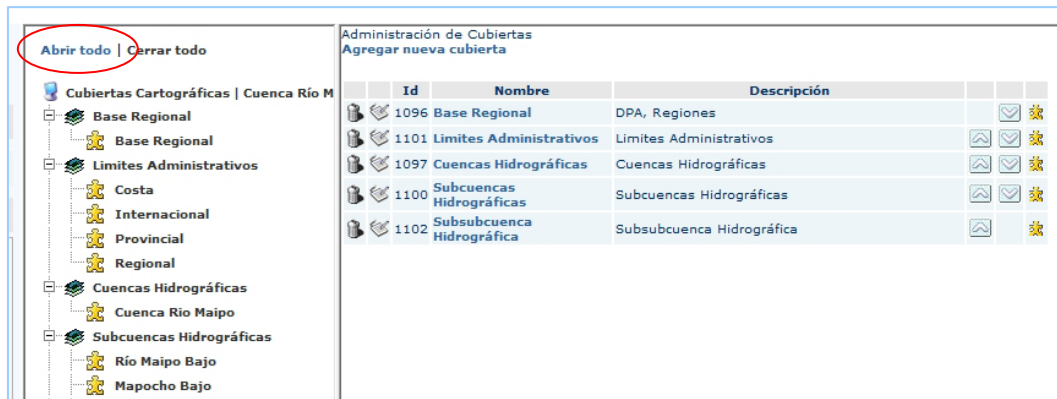 Abrir todo | Cerrar todo
Cubiertas Cartográficas | Cuenca Río M
Base Regional
Base Regional
Limites Administrativos
Costa
Internacional
Provincial
Regional
Cuencas Hidrográficas
Cuenca Rio Maipo
Subcuencas Hidrográficas
Río Maipo Bajo
Mapocho Bajo
Administración de Cubiertas
Agregar nueva cubierta
Id Nombre Descripción
1096 Base Regional DPA, Regiones
1101 Limites Administrativos Limites Administrativos
1097 Cuencas Hidrográficas Cuencas Hidrográficas
1100 Subcuencas Hidrográficas Subcuencas Hidrográficas
1102 Subsubcuenca Hidrográfica Subsubcuenca Hidrográfica